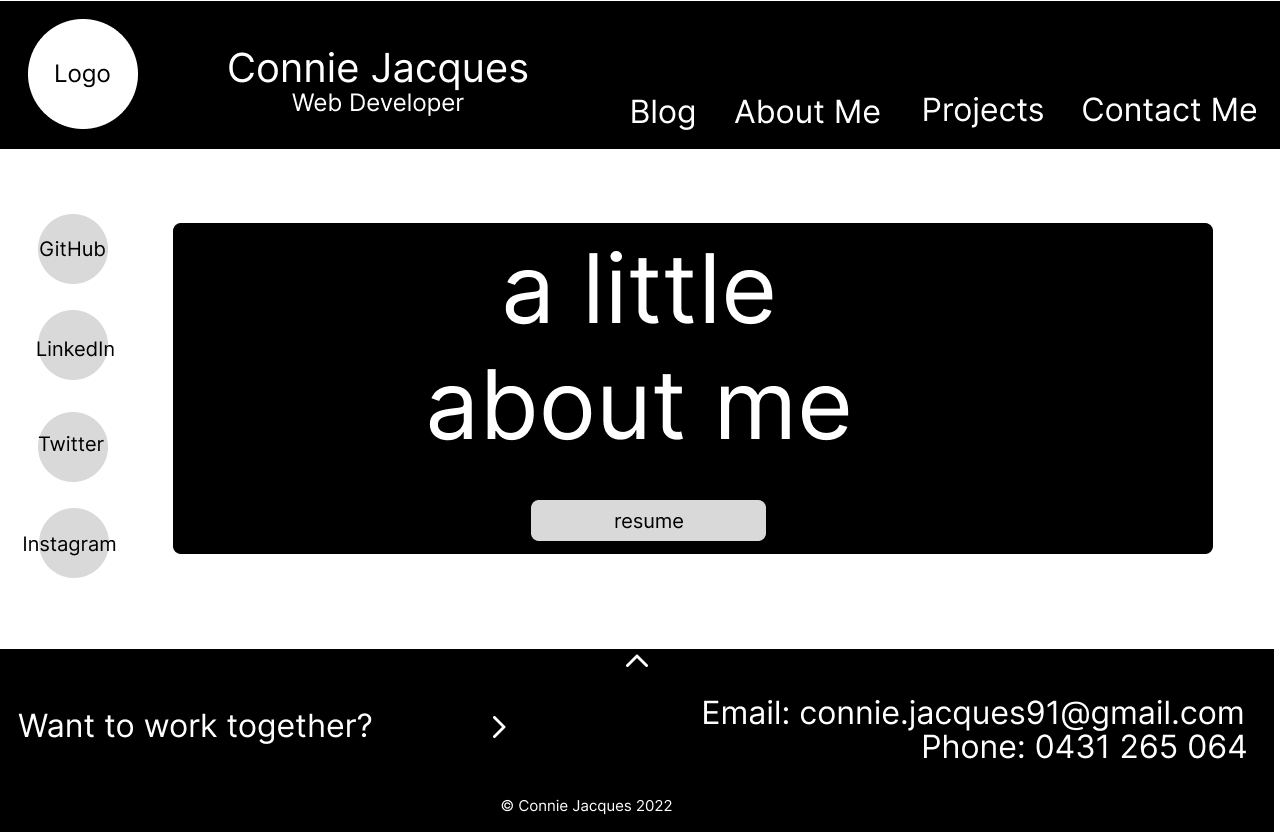 Logo
Connie Jacques
Web Developer
Blog
About Me
Projects
Contact Me
GitHub
LinkedIn
Twitter
Instagram
a little
about me
resume
Want to work together?
Email: connie.jacques91@gmail.com
Phone: 0431 265 064
© Connie Jacques 2022